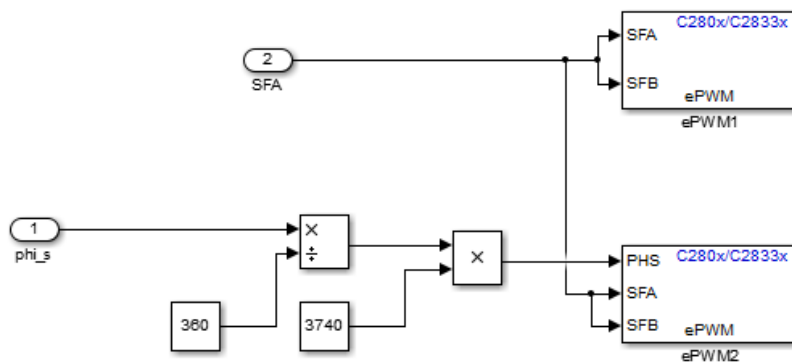 C280x/C2833x
SFA
SFB
ePWM
ePWM1
2
SFA
1
phi_s
×
÷
360
3740
×
C280x/C2833x
PHS
SFA
SFB
ePWM
ePWM2